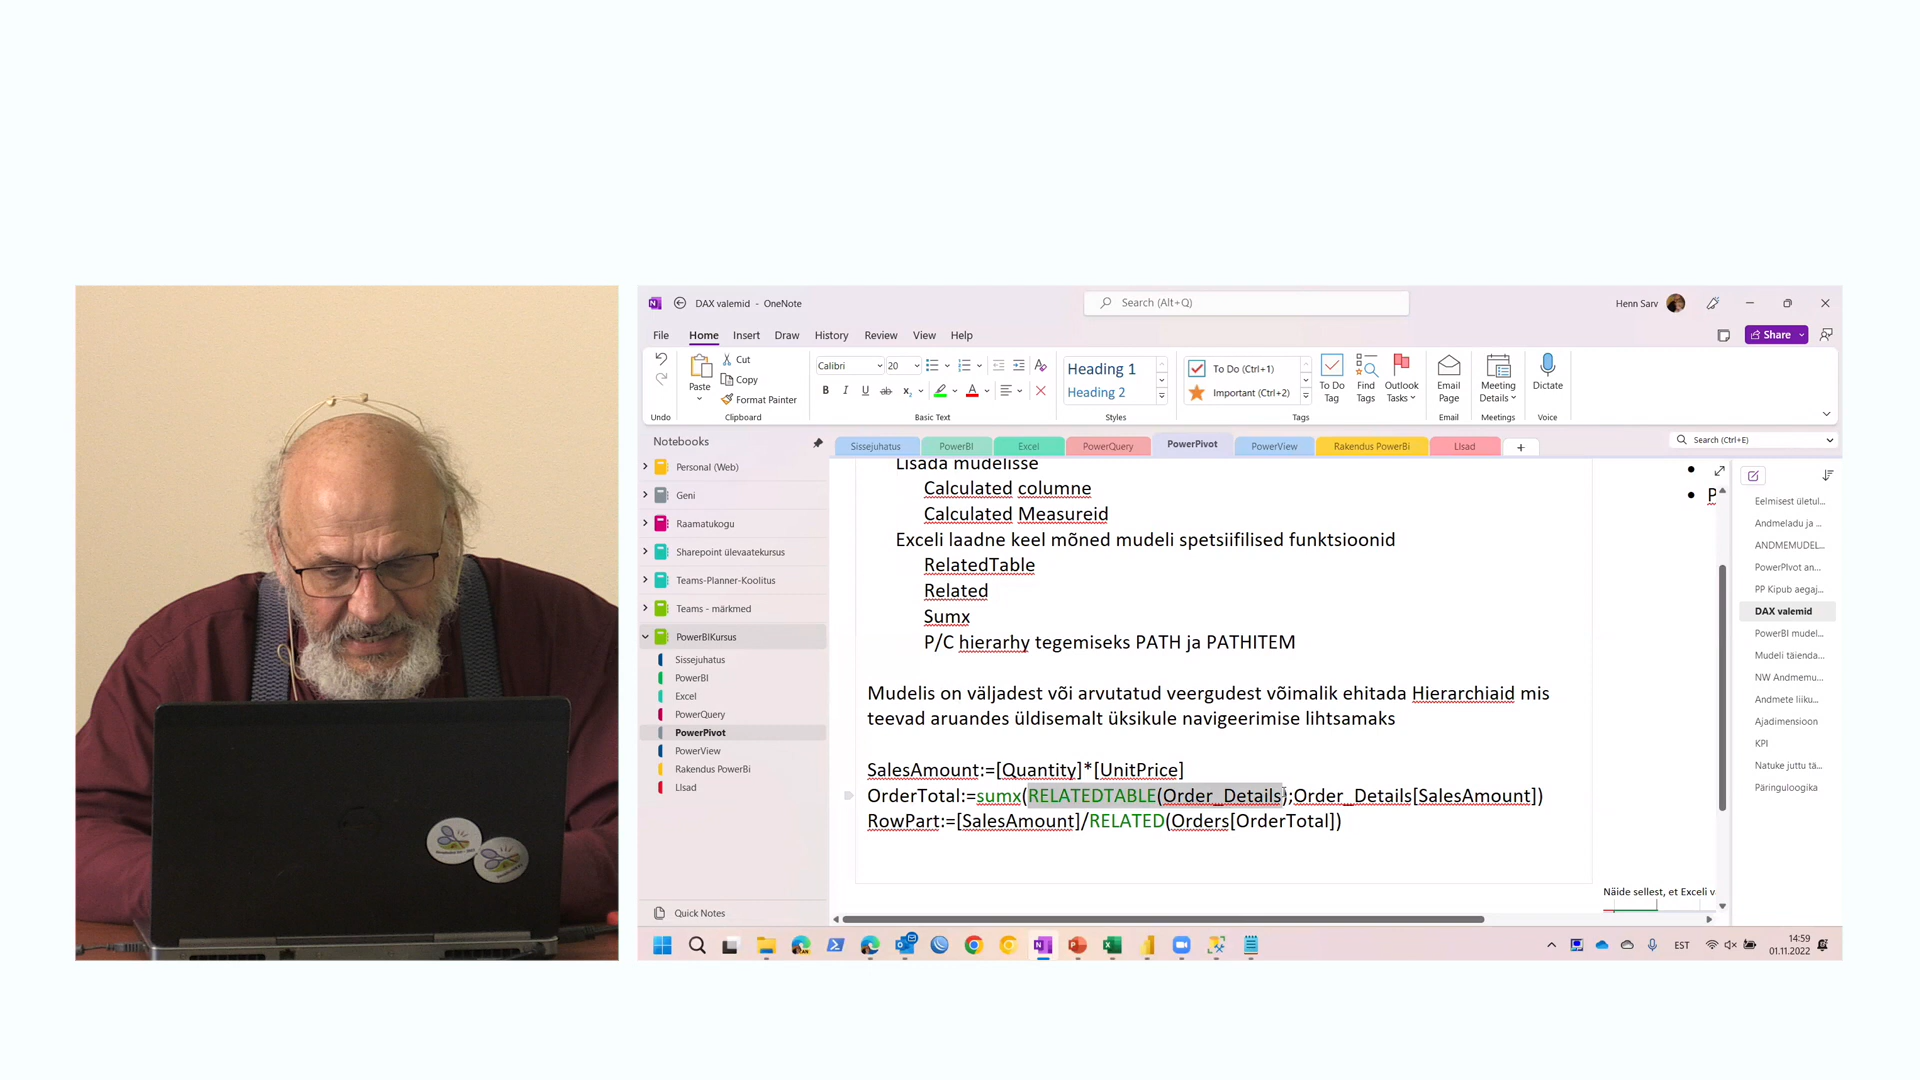 DAX valemid - OneNote
Search (Alt+Q)
Henn Sarv
File Home Insert Draw History Review View Help
Share
Undo
Paste
Cut
Copy
Format Painter
Clipboard
Calibri 20
Basic Text
Heading 1
Heading 2
Styles
To Do (Ctrl+1)
Important (Ctrl+2)
To Do Tag
Find Tags
Outlook Tasks
Tags
Email Page
Email
Meeting Details
Meetings
Dictate
Voice
Notebooks
Sissejuhatus PowerBI Excel PowerQuery PowerPivot PowerView Rakendus PowerBi LIsad +
Search (Ctrl+E)
Personal (Web)
Geni
Raamatukogu
Sharepoint ülevaatekursus
Teams-Planner-Koolitus
Teams - märkmed
PowerBIKursus
Sissejuhatus
PowerBI
Excel
PowerQuery
PowerPivot
PowerView
Rakendus PowerBi
LIsad
Quick Notes
Lisada mudelisse
Calculated columne
Calculated Measureid
Exceli laadne keel mõned mudeli spetsiifilised funktsioonid
RelatedTable
Related
Sumx
P/C hierarhy tegemiseks PATH ja PATHITEM
Mudelis on väljadest või arvutatud veergudest võimalik ehitada Hierarchiaid mis
teevad aruandes üldisemalt üksikule navigeerimise lihtsamaks
SalesAmount:=[Quantity]*[UnitPrice]
OrderTotal:=sumx(RELATEDTABLE(Order_Details);Order_Details[SalesAmount])
RowPart:=[SalesAmount]/RELATED(Orders[OrderTotal])
P
Näide sellest, et Exceli v
Eelmisest ületul...
Andmeladu ja ...
ANDMEMUDEL...
PowerPIvot an...
PP Kipub aegaj...
DAX valemid
PowerBI mudel...
Mudeli täienda...
NW Andmemu...
Andmete liiku...
Ajadimensioon
KPI
Natuke juttu tä...
Päringuloogika
EST
14:59
01.11.2022